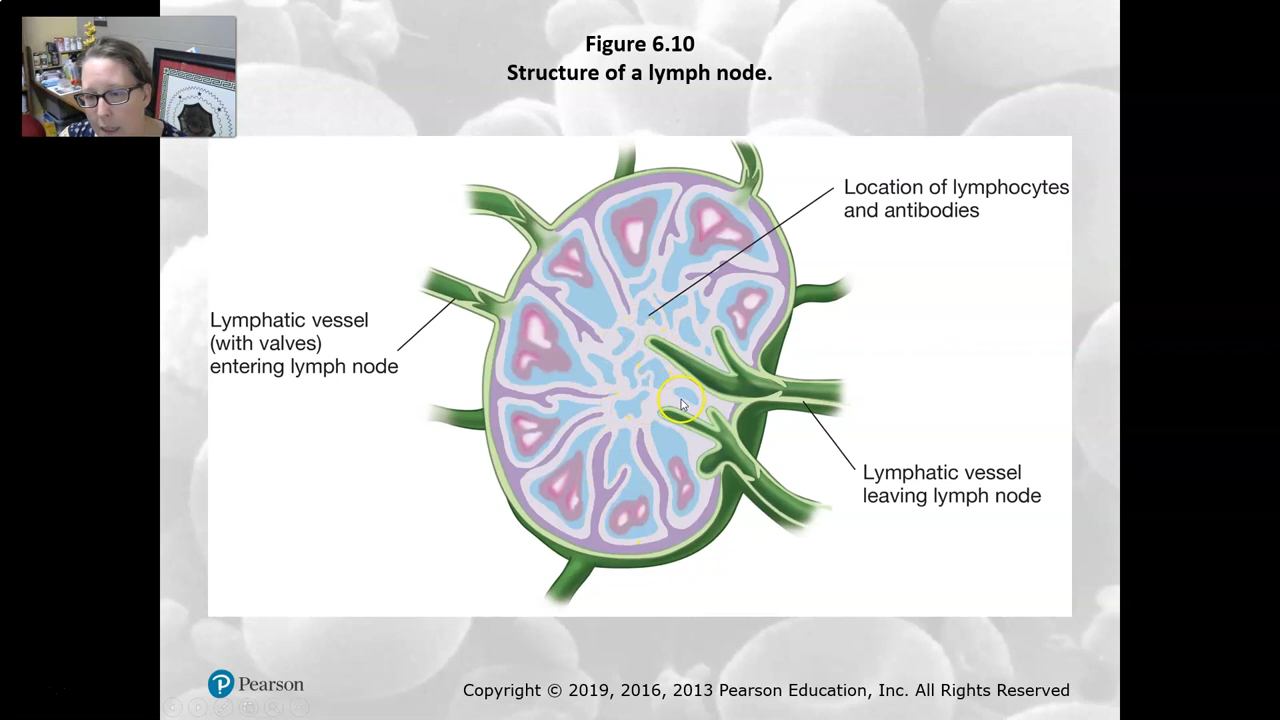 Figure 6.10
Structure of a lymph node.
Location of lymphocytes
and antibodies
Lymphatic vessel
(with valves)
entering lymph node
Lymphatic vessel
leaving lymph node
P Pearson
Copyright © 2019, 2016, 2013 Pearson Education, Inc. All Rights Reserved